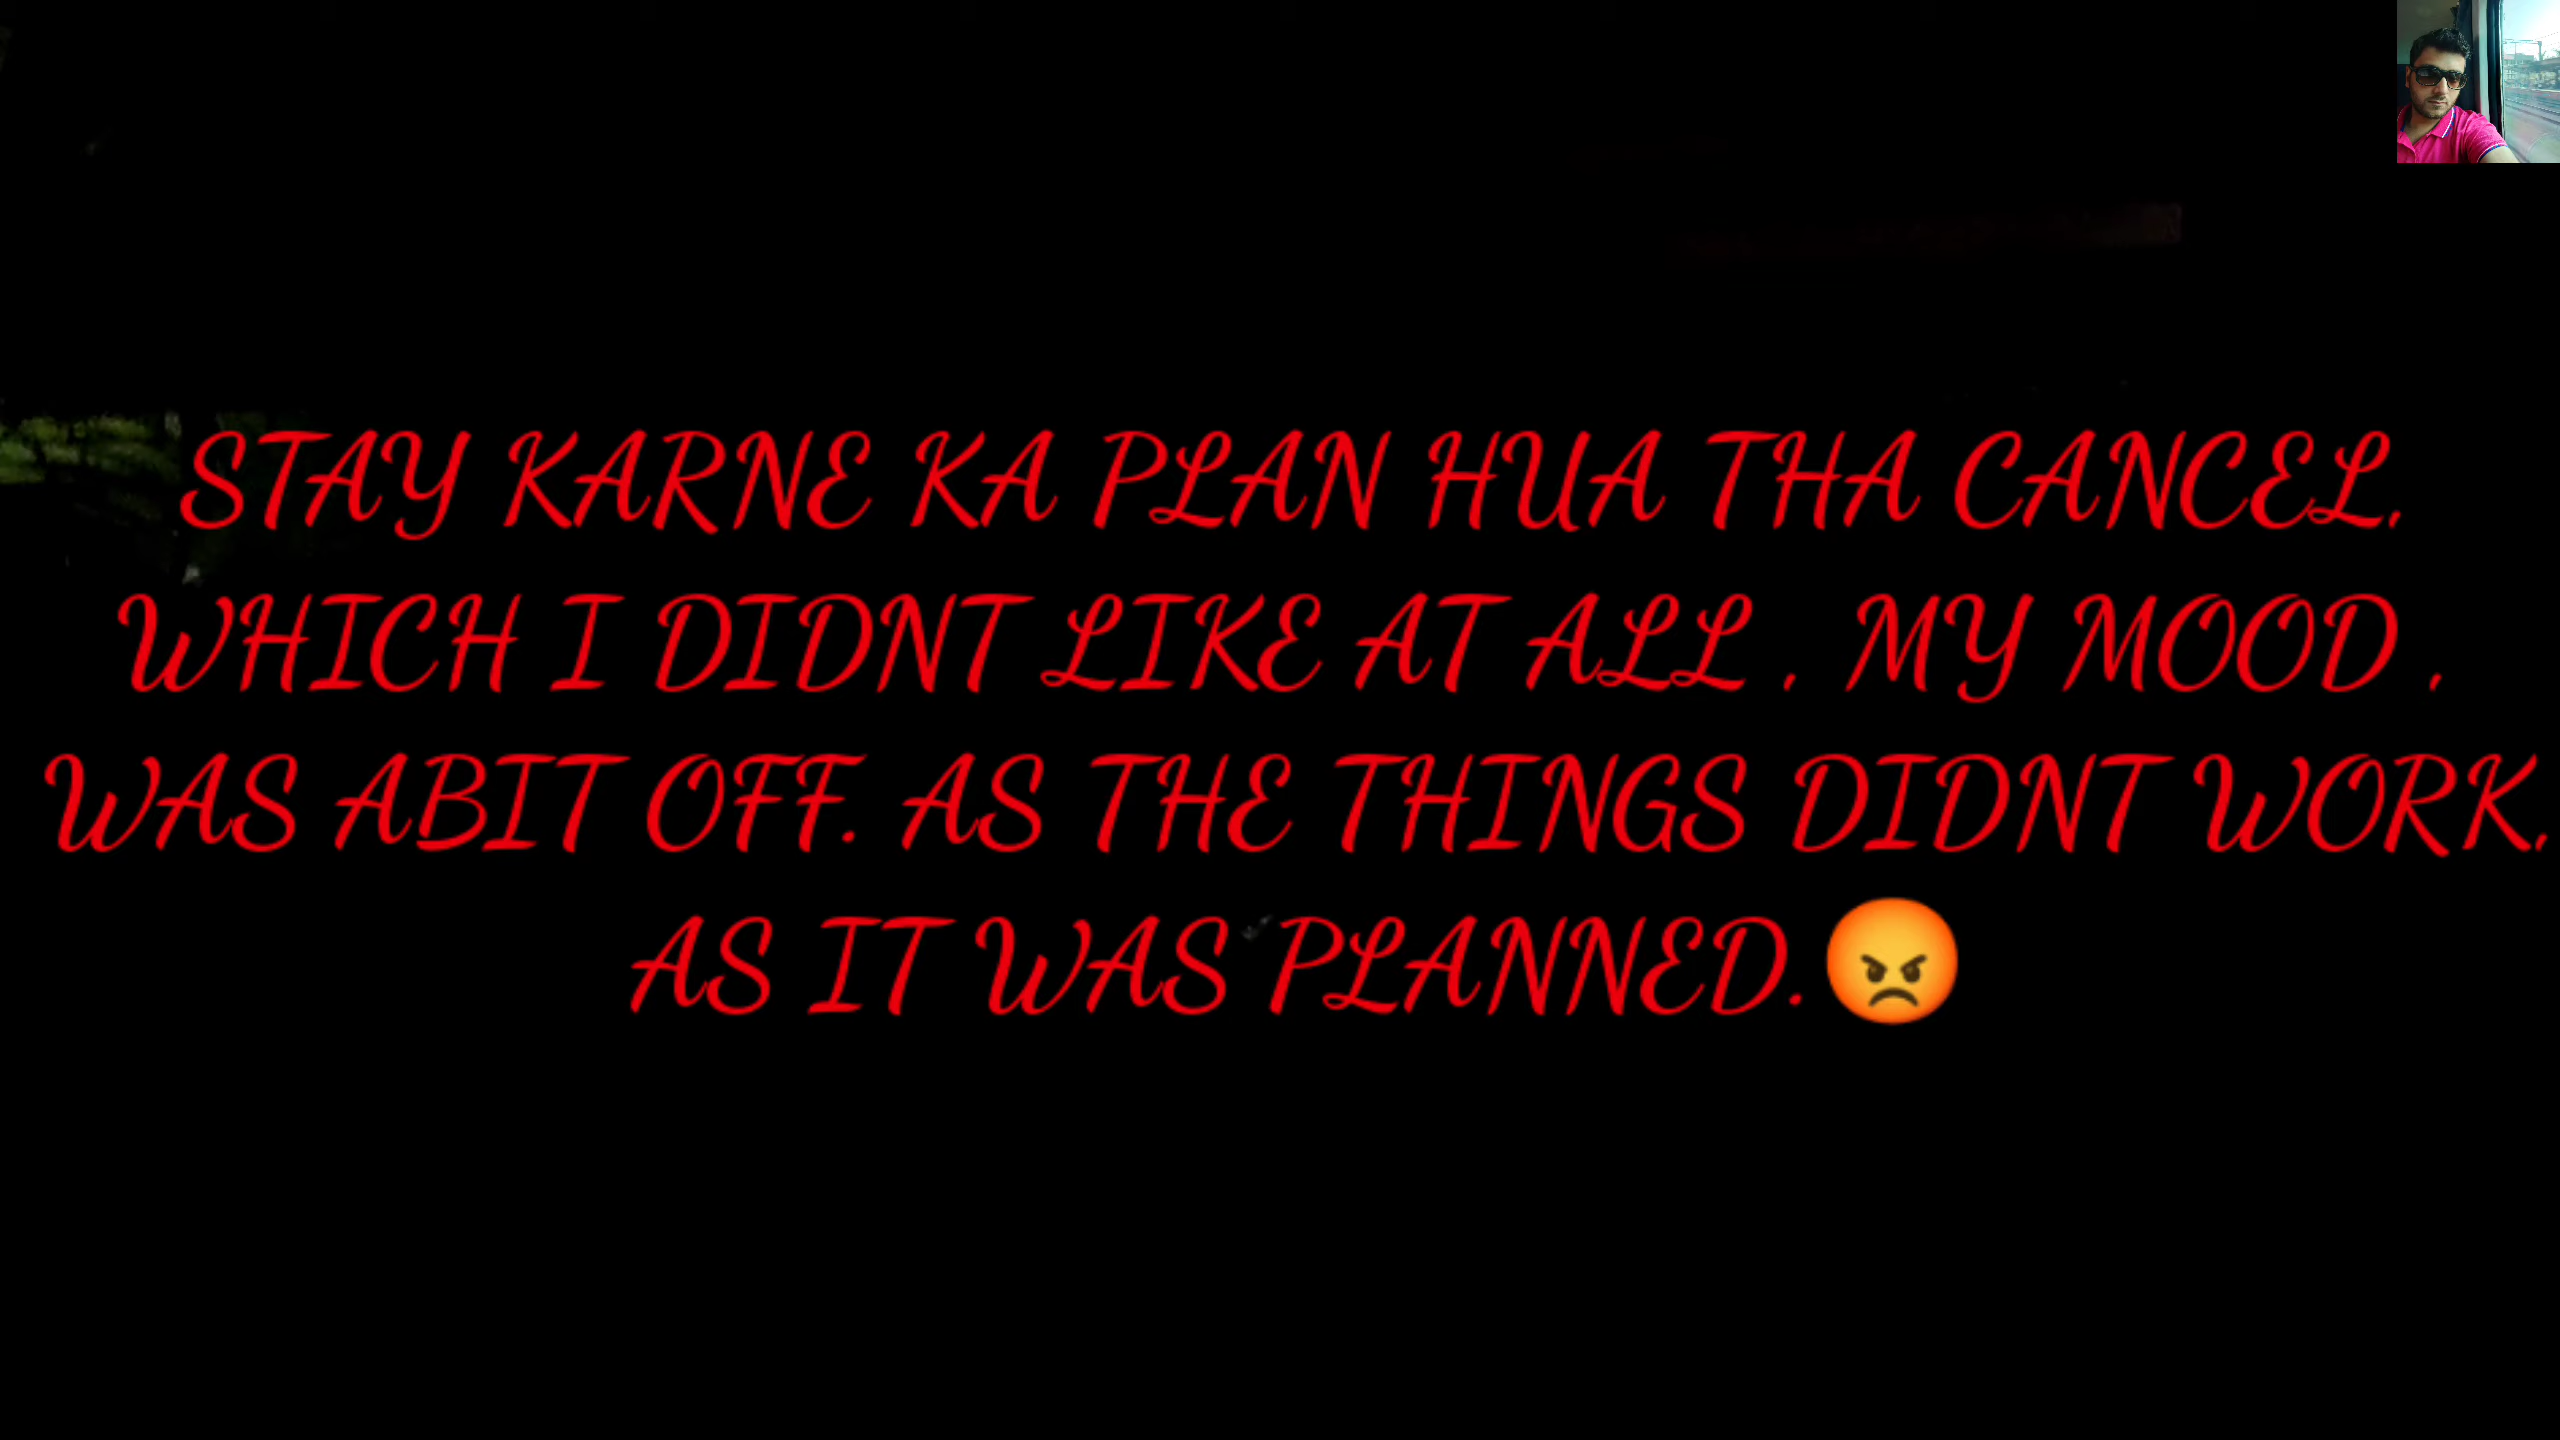 STAY KARNE KA PLAN HUA THA CANCEL,
WHICH I DIDNT LIKE AT ALL , MY MOOD ,
WAS ABIT OFF. AS THE THINGS DIDNT WORK,
AS IT WAS PLANNED.😡